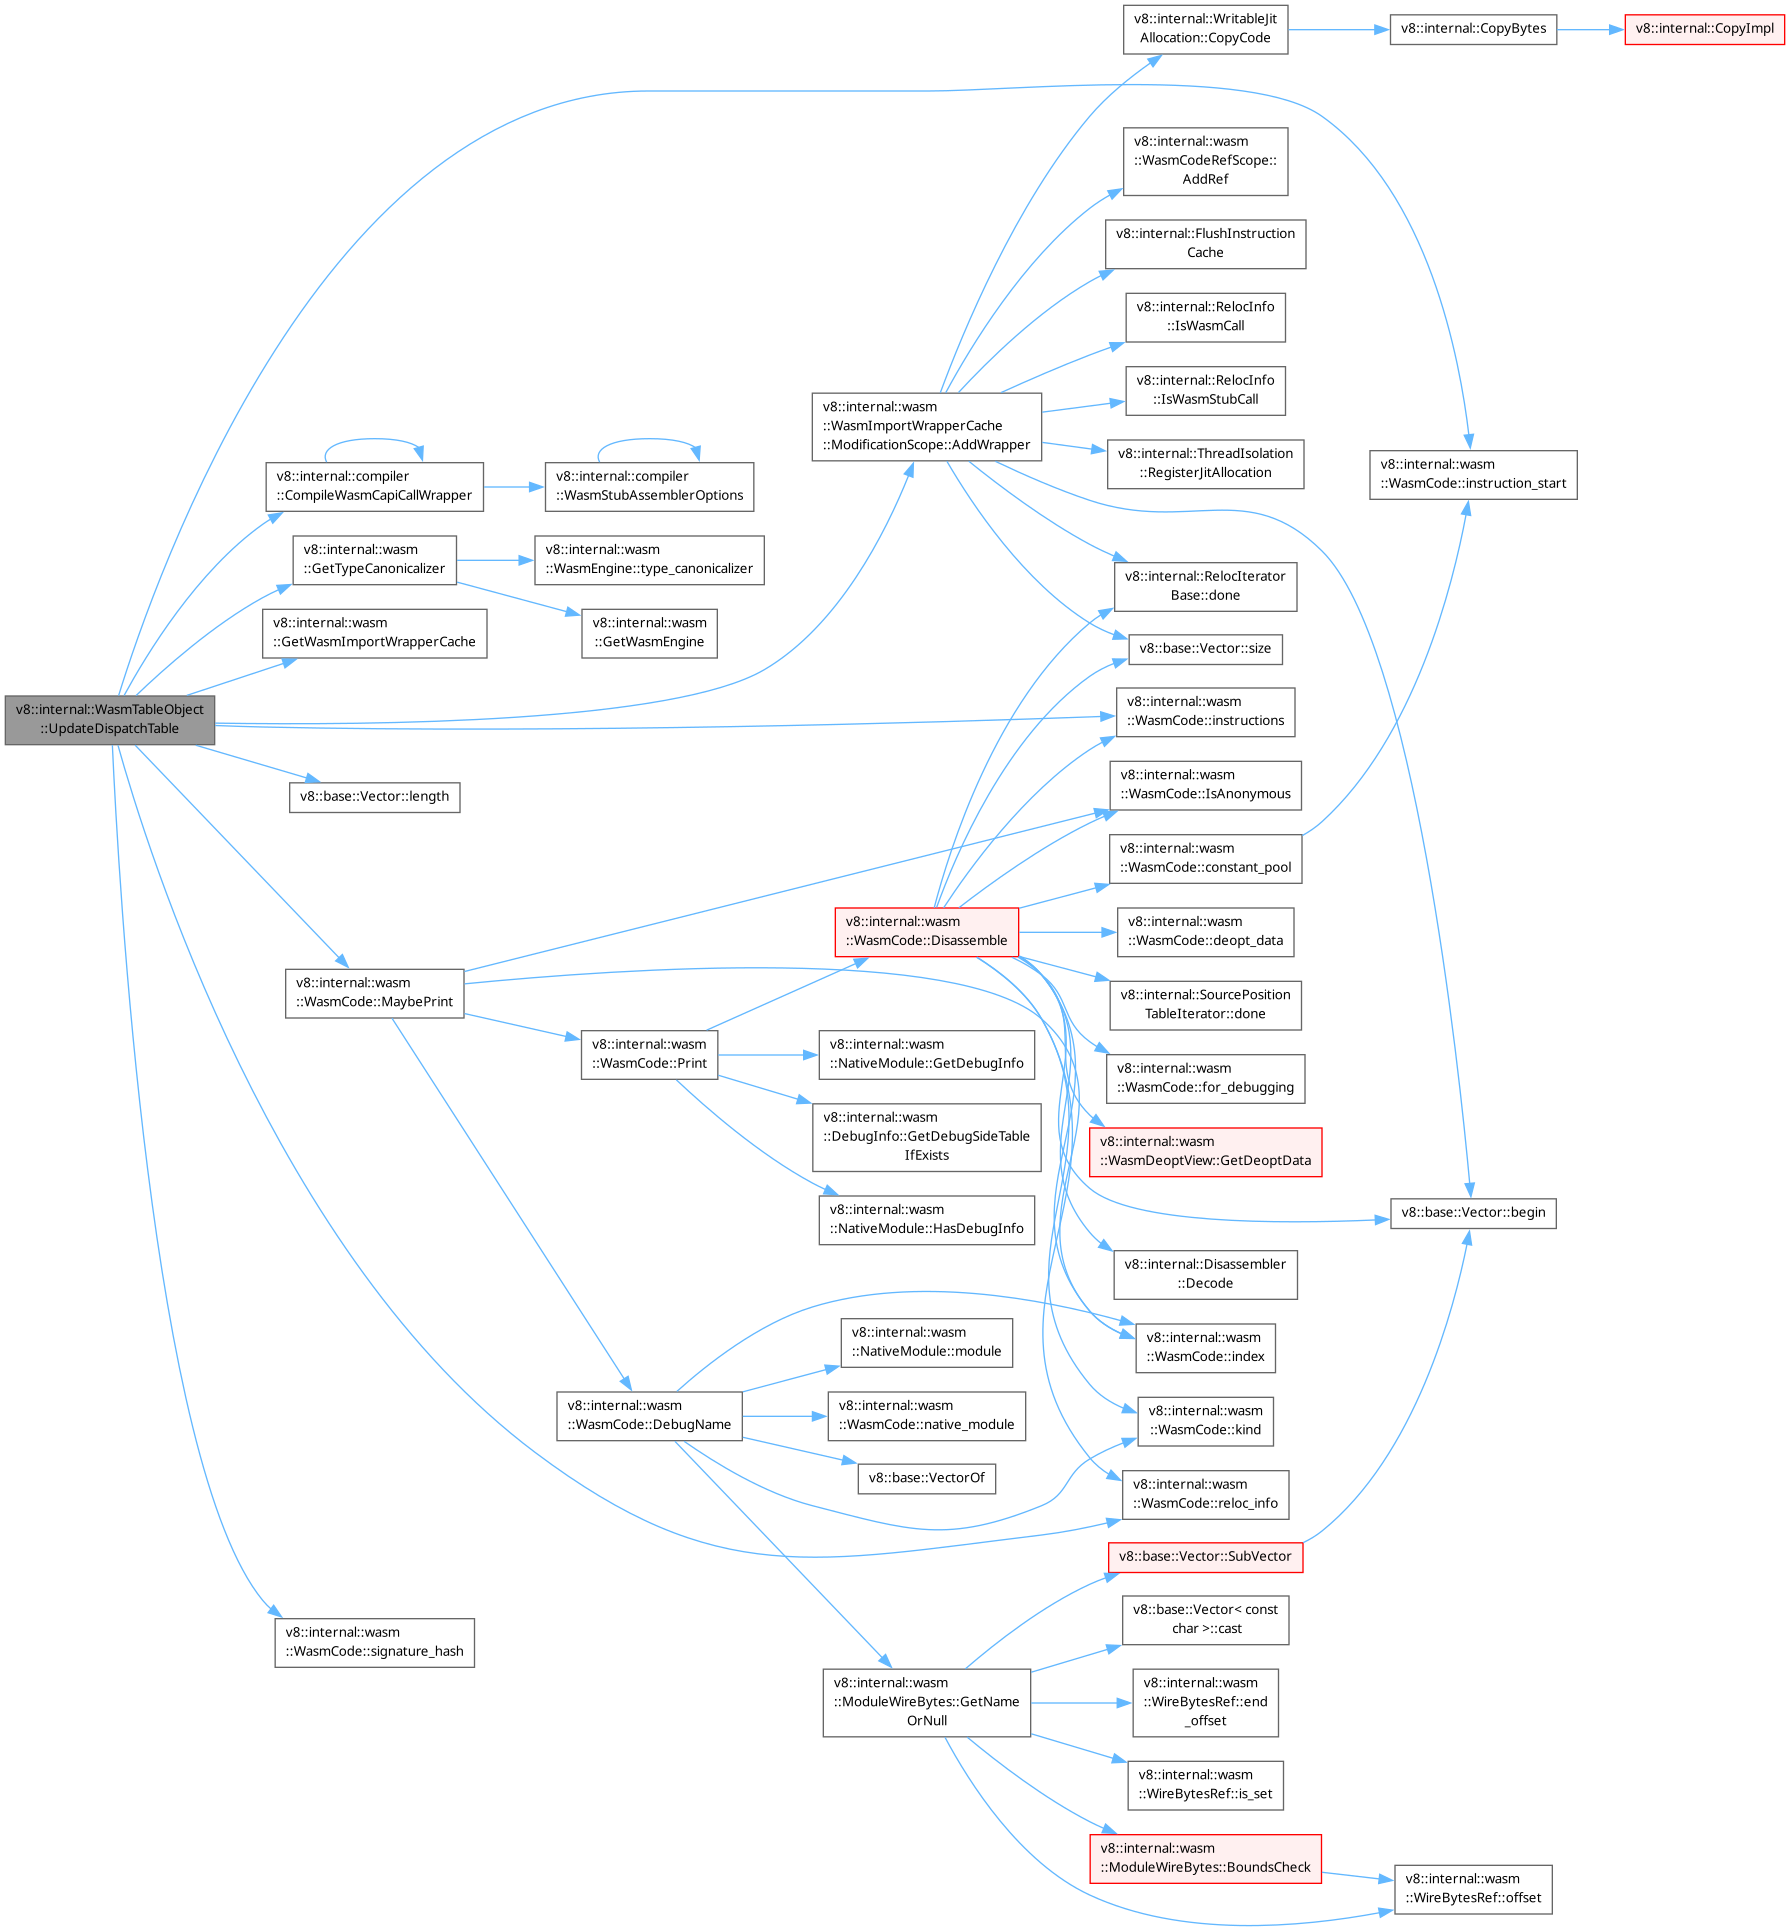 v8::internal::WasmTableObject
::UpdateDispatchTable
v8::internal::compiler
::CompileWasmCapiCallWrapper
v8::internal::compiler
::WasmStubAssemblerOptions
v8::internal::wasm
::GetTypeCanonicalizer
v8::internal::wasm
::WasmEngine::type_canonicalizer
v8::internal::wasm
::GetWasmEngine
v8::internal::wasm
::GetWasmImportWrapperCache
v8::base::Vector::length
v8::internal::wasm
::WasmCode::MaybePrint
v8::internal::wasm
::WasmCode::signature_hash
v8::internal::wasm
::WasmCode::Print
v8::internal::wasm
::WasmCode::DebugName
v8::internal::wasm
::WasmImportWrapperCache
::ModificationScope::AddWrapper
v8::internal::wasm
::WasmCode::Disassemble
v8::internal::wasm
::NativeModule::GetDebugInfo
v8::internal::wasm
::DebugInfo::GetDebugSideTable
IfExists
v8::internal::wasm
::NativeModule::HasDebugInfo
v8::internal::wasm
::NativeModule::module
v8::internal::wasm
::WasmCode::native_module
v8::base::VectorOf
v8::internal::wasm
::ModuleWireBytes::GetName
OrNull
v8::internal::WritableJit
Allocation::CopyCode
v8::internal::wasm
::WasmCodeRefScope::
AddRef
v8::internal::FlushInstruction
Cache
v8::internal::RelocInfo
::IsWasmCall
v8::internal::RelocInfo
::IsWasmStubCall
v8::internal::ThreadIsolation
::RegisterJitAllocation
v8::internal::RelocIterator
Base::done
v8::base::Vector::size
v8::internal::wasm
::WasmCode::instructions
v8::internal::wasm
::WasmCode::IsAnonymous
v8::internal::wasm
::WasmCode::constant_pool
v8::internal::wasm
::WasmCode::deopt_data
v8::internal::SourcePosition
TableIterator::done
v8::internal::wasm
::WasmCode::for_debugging
v8::internal::wasm
::WasmDeoptView::GetDeoptData
v8::internal::Disassembler
::Decode
v8::internal::wasm
::WasmCode::index
v8::internal::wasm
::WasmCode::kind
v8::internal::wasm
::WasmCode::reloc_info
v8::base::Vector::SubVector
v8::base::Vector< const
char >::cast
v8::internal::wasm
::WireBytesRef::end
_offset
v8::internal::wasm
::WireBytesRef::is_set
v8::internal::wasm
::ModuleWireBytes::BoundsCheck
v8::internal::CopyBytes
v8::internal::CopyImpl
v8::internal::wasm
::WasmCode::instruction_start
v8::base::Vector::begin
v8::internal::wasm
::WireBytesRef::offset